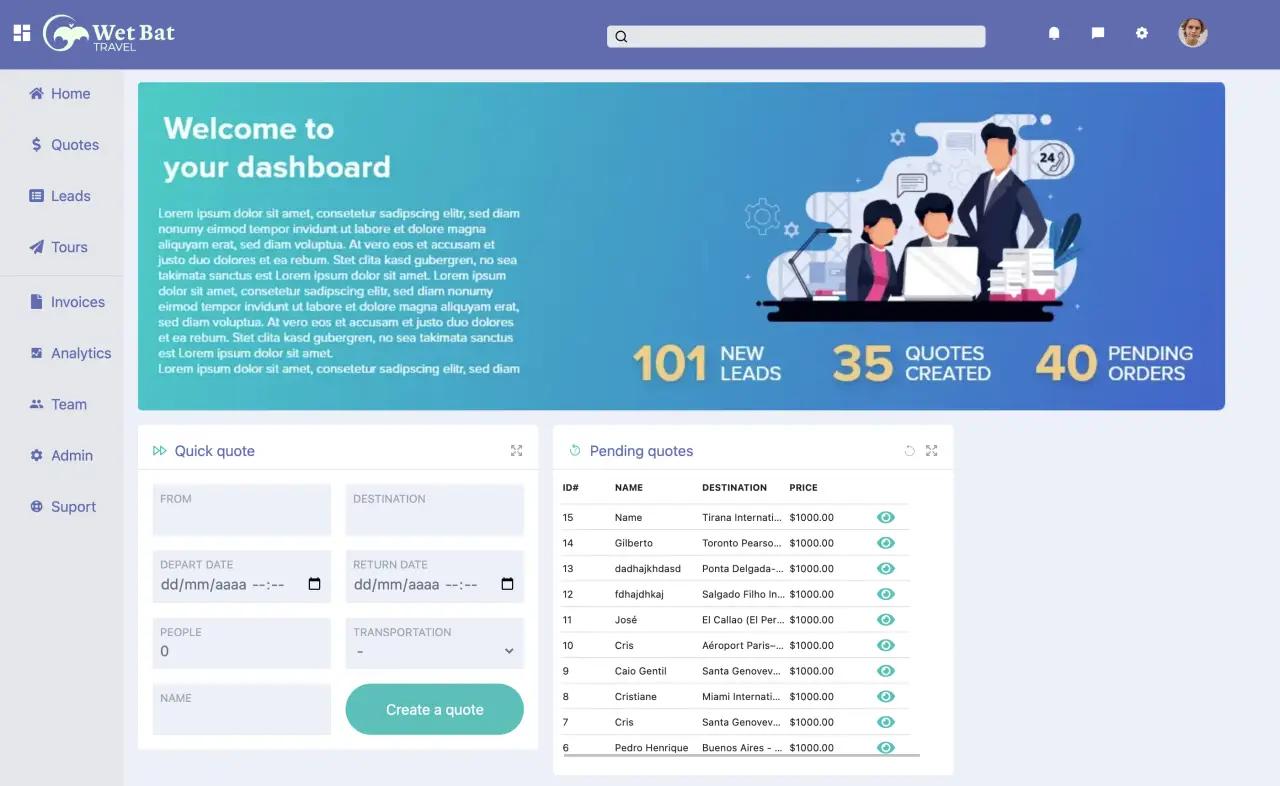 Wet Bat
TRAVEL
Home
Quotes
Leads
Tours
Invoices
Analytics
Team
Admin
Suport
Welcome to
your dashboard
Lorem ipsum dolor sit amet, consetetur sadipscing elitr, sed diam
nonumy eirmod tempor invidunt ut labore et dolore magna
aliquyam erat, sed diam voluptua. At vero eos et accusam et
justo duo dolores et ea rebum. Stet clita kasd gubergren, no sea
takimata sanctus est Lorem ipsum dolor sit amet. Lorem ipsum
dolor sit amet, consetetur sadipscing elitr, sed diam nonumy
eirmod tempor invidunt ut labore et dolore magna aliquyam erat,
sed diam voluptua. At vero eos et accusam et justo duo dolores
et ea rebum. Stet clita kasd gubergren, no sea takimata sanctus
est Lorem ipsum dolor sit amet.
Lorem ipsum dolor sit amet, consetetur sadipscing elitr, sed diam
24
101 NEW LEADS
35 QUOTES CREATED
40 PENDING ORDERS
Quick quote
FROM
DESTINATION
DEPART DATE
dd/mm/aaaa --:--
RETURN DATE
dd/mm/aaaa --:--
PEOPLE
0
TRANSPORTATION
-
NAME
Create a quote
Pending quotes
ID# NAME DESTINATION PRICE
15 Name Tirana Internati... $1000.00
14 Gilberto Toronto Pearso... $1000.00
13 dadhajkhdasd Ponta Delgada-... $1000.00
12 fdhajdhkaj Salgado Filho In... $1000.00
11 José El Callao (El Per... $1000.00
10 Cris Aéroport Paris–... $1000.00
9 Caio Gentil Santa Genovev... $1000.00
8 Cristiane Miami Internati... $1000.00
7 Cris Santa Genovev... $1000.00
6 Pedro Henrique Buenos Aires - ... $1000.00